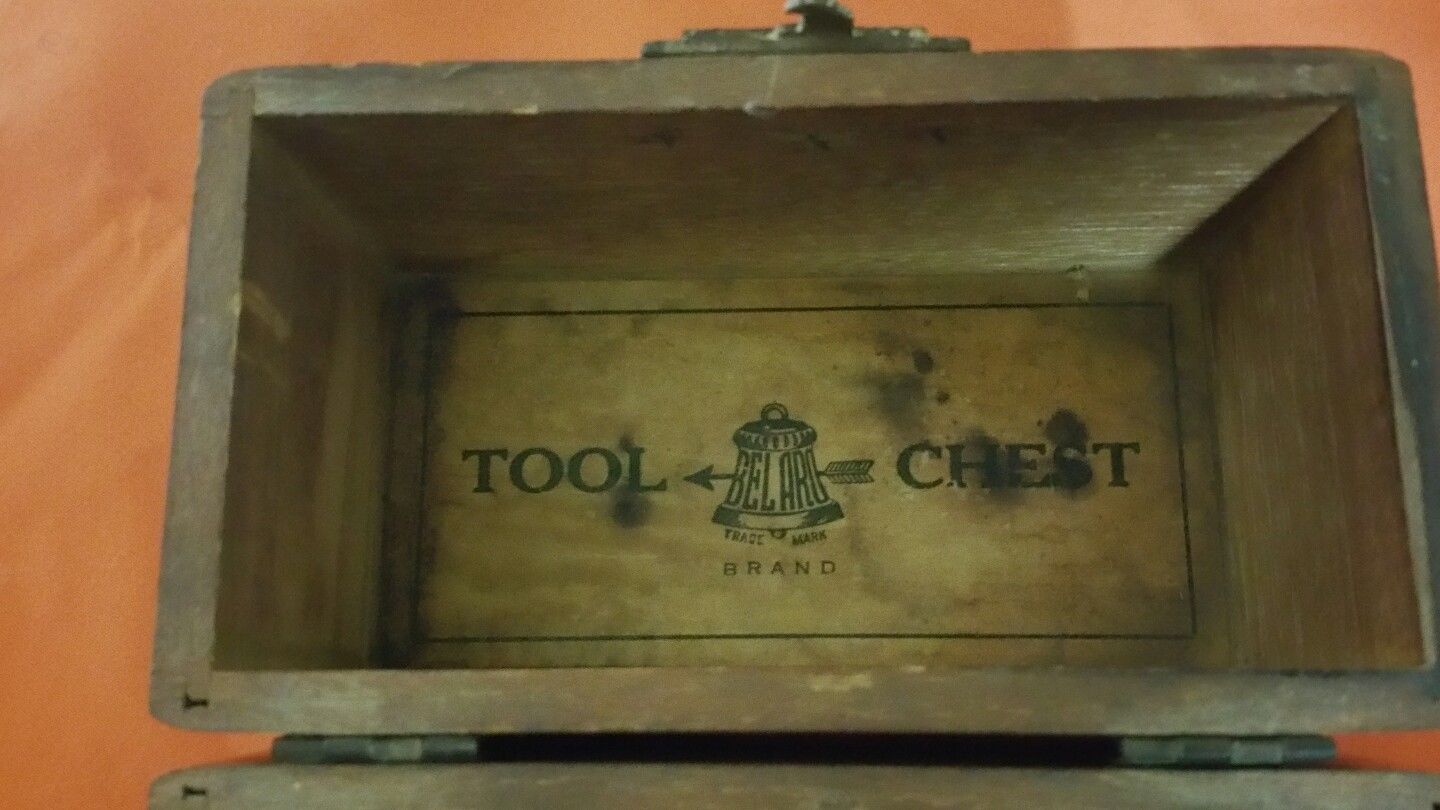 TOOL BELARO CHEST
TRADE MARK
BRAND
Y
Y